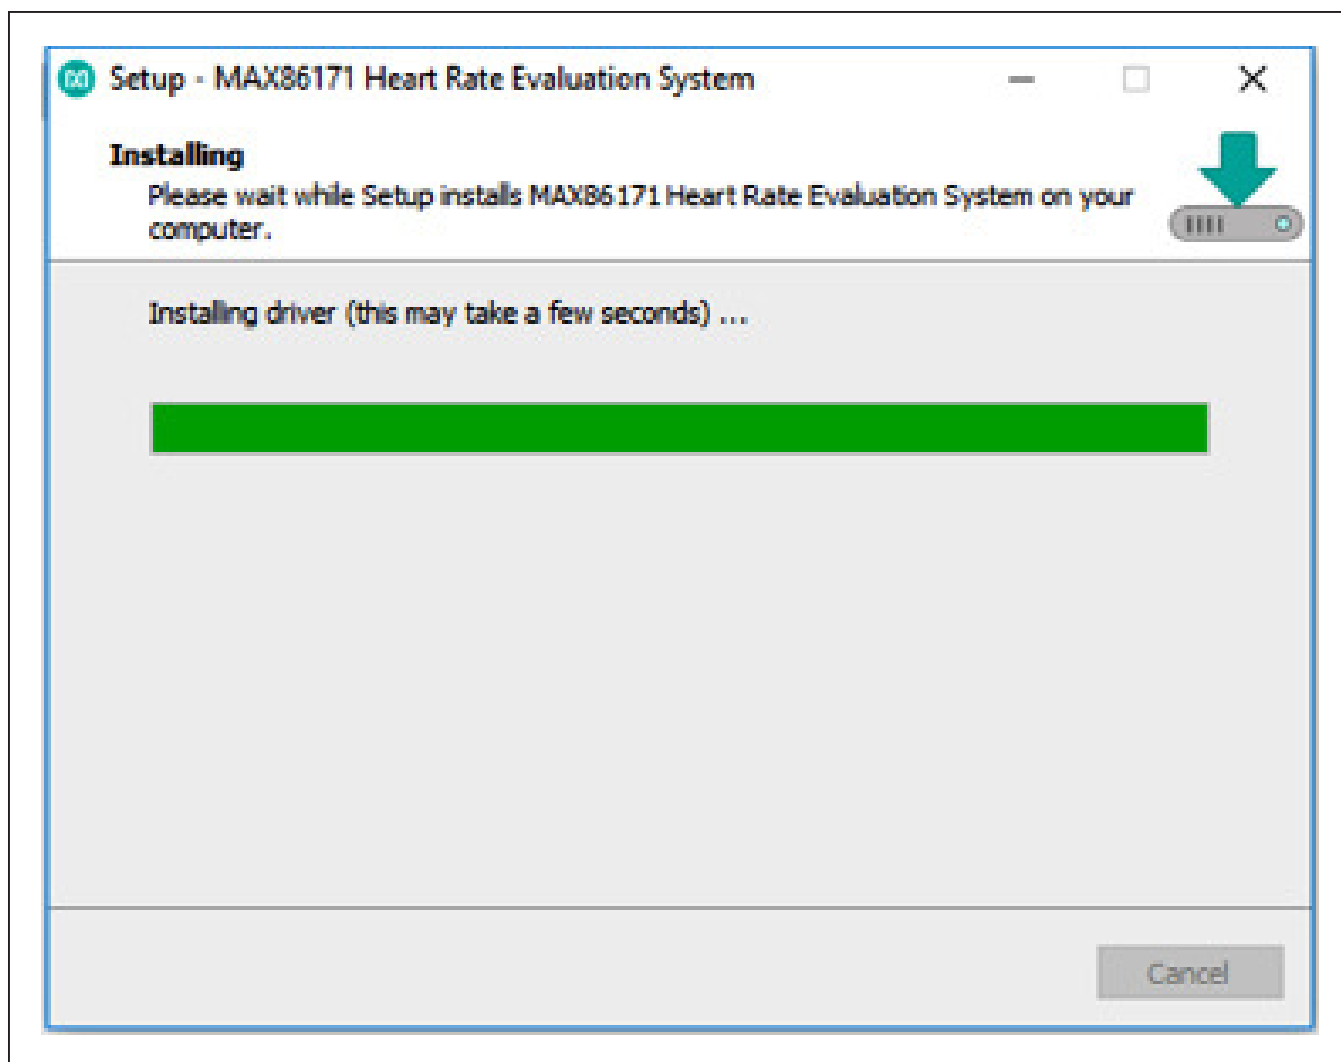 Setup - MAX86171 Heart Rate Evaluation System
Installing
Please wait while Setup installs MAX86171 Heart Rate Evaluation System on your
computer.
Installing driver (this may take a few seconds) ...
Cancel